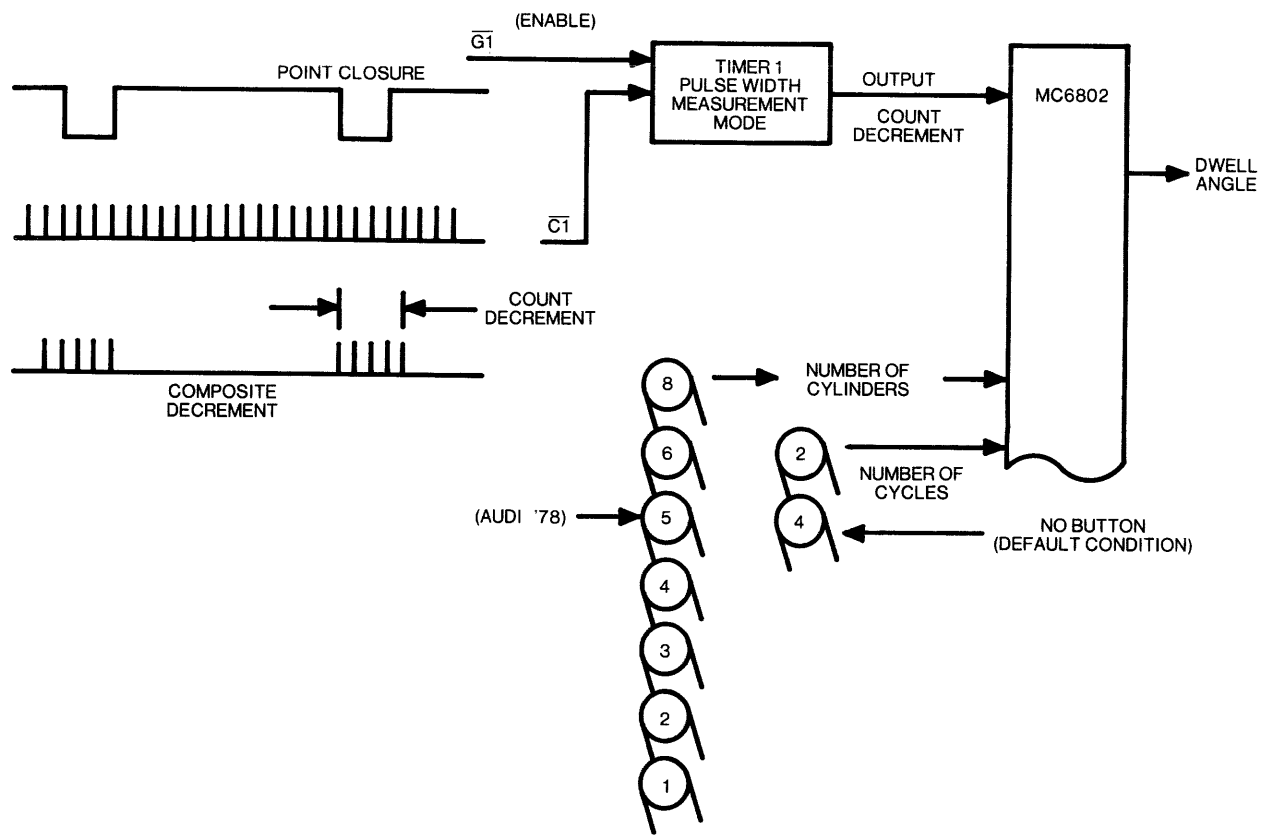 (ENABLE)
G1
POINT CLOSURE
TIMER 1
PULSE WIDTH
MEASUREMENT
MODE
OUTPUT
COUNT
DECREMENT
MC6802
DWELL
ANGLE
C1
COUNT
DECREMENT
COMPOSITE
DECREMENT
8
NUMBER OF
CYLINDERS
6
2
NUMBER OF
CYCLES
(AUDI '78)
5
4
NO BUTTON
(DEFAULT CONDITION)
4
3
2
1